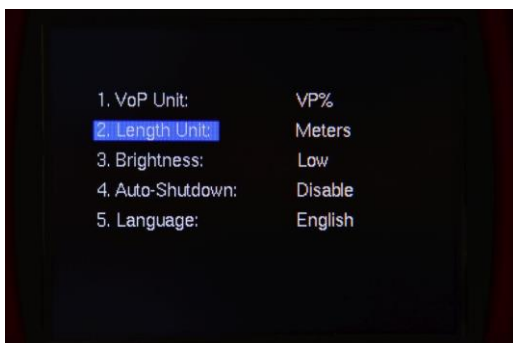 1. VoP Unit: VP%
2. Length Unit: Meters
3. Brightness: Low
4. Auto-Shutdown: Disable
5. Language: English